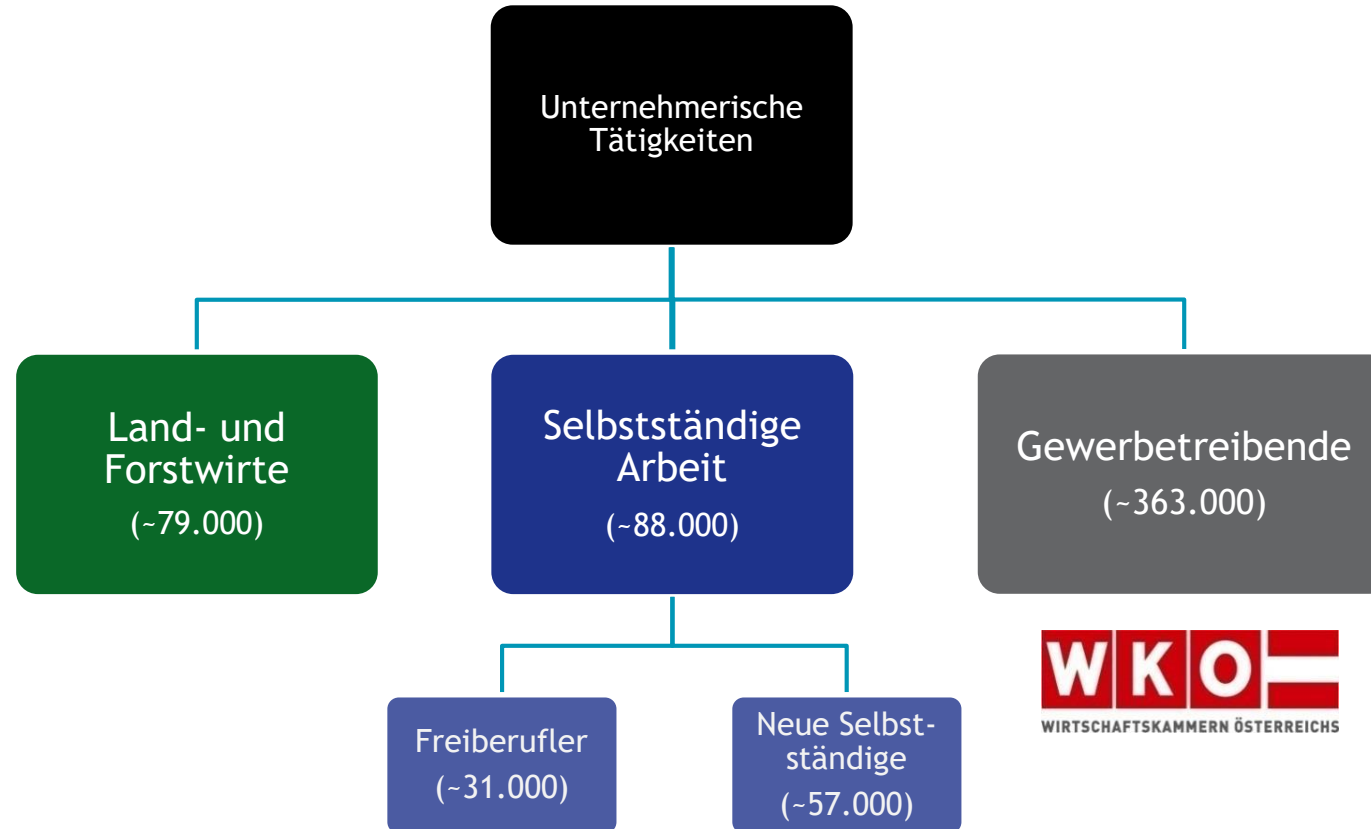 Unternehmerische
Tätigkeiten
Land- und
Forstwirte
(~79.000)
Selbstständige
Arbeit
(~88.000)
Gewerbetreibende
(~363.000)
Freiberufler
(~31.000)
Neue Selbst-
ständige
(~57.000)
WKO
WIRTSCHAFTSKAMMERN ÖSTERREICHS